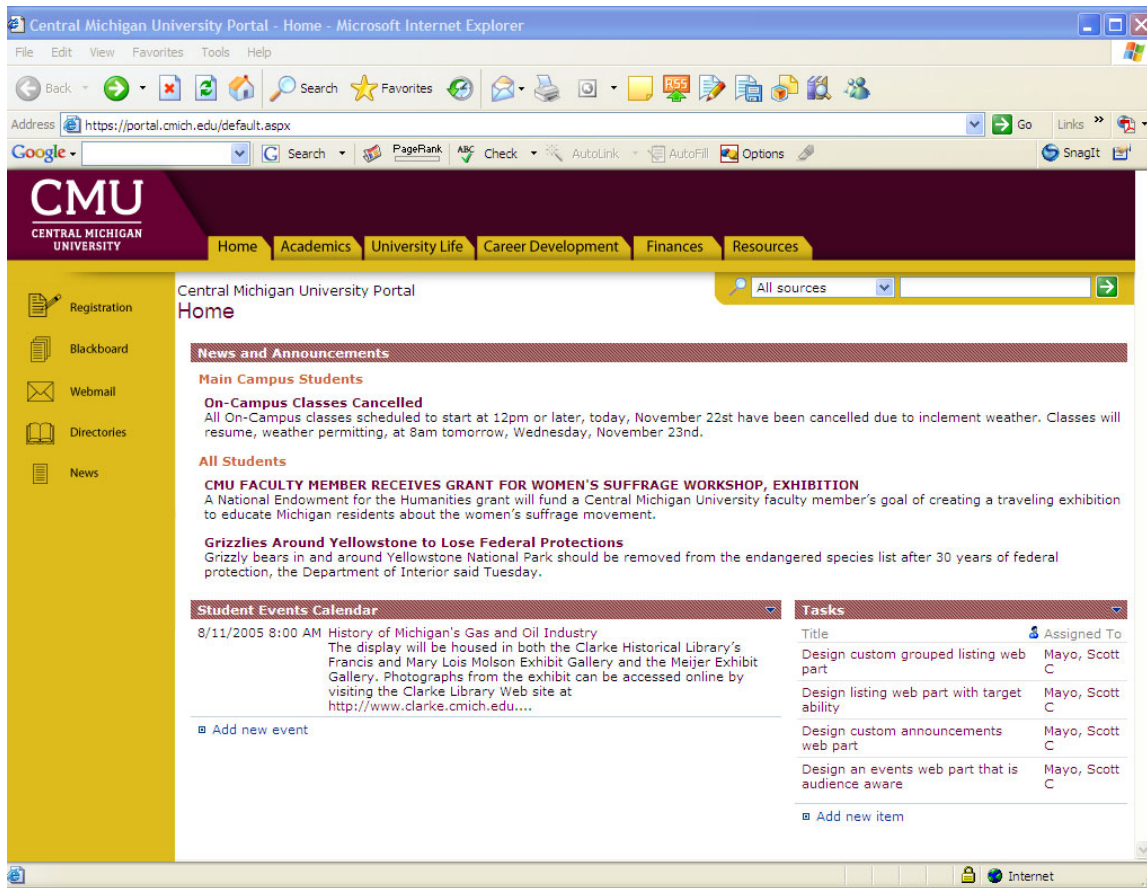 Central Michigan University Portal - Home - Microsoft Internet Explorer
File Edit View Favorites Tools Help
Back Search Favorites RSS
Address https://portal.cmich.edu/default.aspx Go Links »
Google Search PageRank ABC Check AutoLink AutoFill Options SnagIt
CMU
CENTRAL MICHIGAN
UNIVERSITY
Home Academics University Life Career Development Finances Resources
Registration
Blackboard
Webmail
Directories
News
Central Michigan University Portal
Home
All sources
News and Announcements
Main Campus Students
On-Campus Classes Cancelled
All On-Campus classes scheduled to start at 12pm or later, today, November 22st have been cancelled due to inclement weather. Classes will
resume, weather permitting, at 8am tomorrow, Wednesday, November 23nd.
All Students
CMU FACULTY MEMBER RECEIVES GRANT FOR WOMEN'S SUFFRAGE WORKSHOP, EXHIBITION
A National Endowment for the Humanities grant will fund a Central Michigan University faculty member's goal of creating a traveling exhibition
to educate Michigan residents about the women's suffrage movement.
Grizzlies Around Yellowstone to Lose Federal Protections
Grizzly bears in and around Yellowstone National Park should be removed from the endangered species list after 30 years of federal
protection, the Department of Interior said Tuesday.
Student Events Calendar
8/11/2005 8:00 AM History of Michigan's Gas and Oil Industry
The display will be housed in both the Clarke Historical Library's
Francis and Mary Lois Molson Exhibit Gallery and the Meijer Exhibit
Gallery. Photographs from the exhibit can be accessed online by
visiting the Clarke Library Web site at
http://www.clarke.cmich.edu....
Add new event
Tasks
Title Assigned To
Design custom grouped listing web Mayo, Scott
part C
Design listing web part with target Mayo, Scott
ability C
Design custom announcements Mayo, Scott
web part C
Design an events web part that is Mayo, Scott
audience aware C
Add new item
Internet